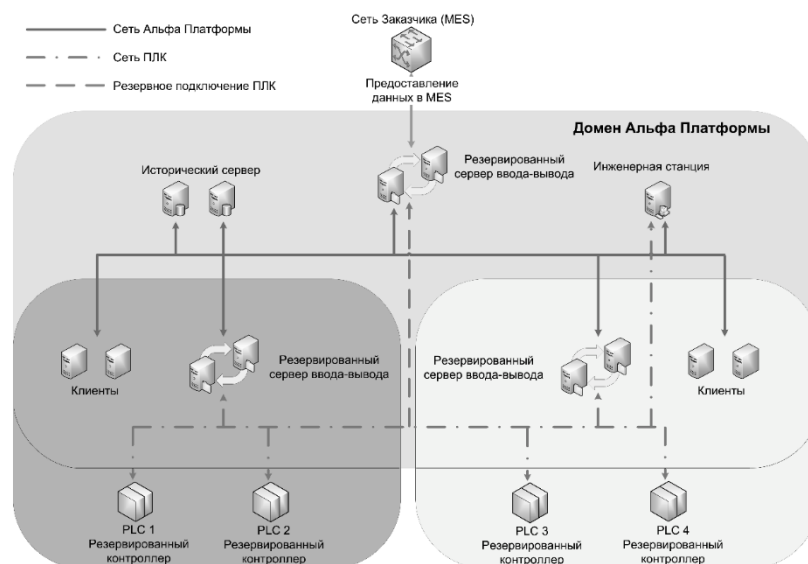 Сеть Альфа Платформы
Сеть ПЛК
Резервное подключение ПЛК
Сеть Заказчика (MES)
Предоставление
данных в MES
Домен Альфа Платформы
Исторический сервер
Резервированный
сервер ввода-вывода
Инженерная станция
Клиенты
Резервированный
сервер ввода-вывода
Резервированный
сервер ввода-вывода
Клиенты
PLC 1
Резервированный
контроллер
PLC 2
Резервированный
контроллер
PLC 3
Резервированный
контроллер
PLC 4
Резервированный
контроллер